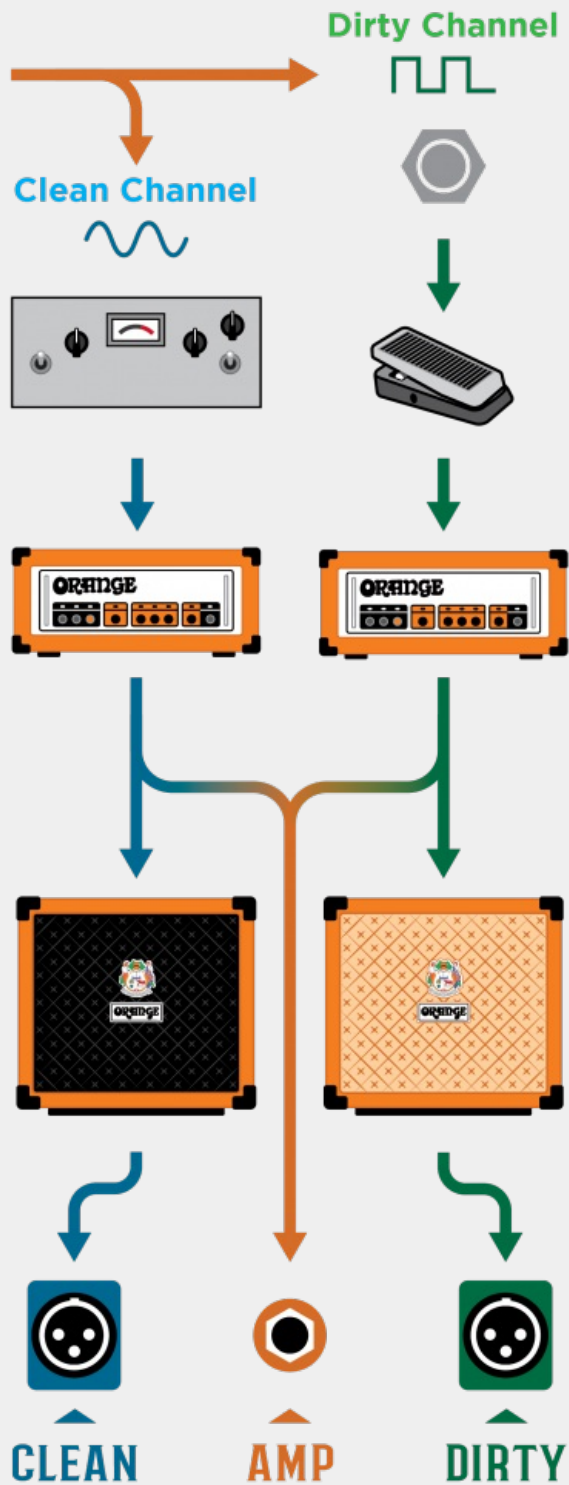 Dirty Channel
Clean Channel
ORANGE
ORANGE
ORANGE
ORANGE
CLEAN
AMP
DIRTY